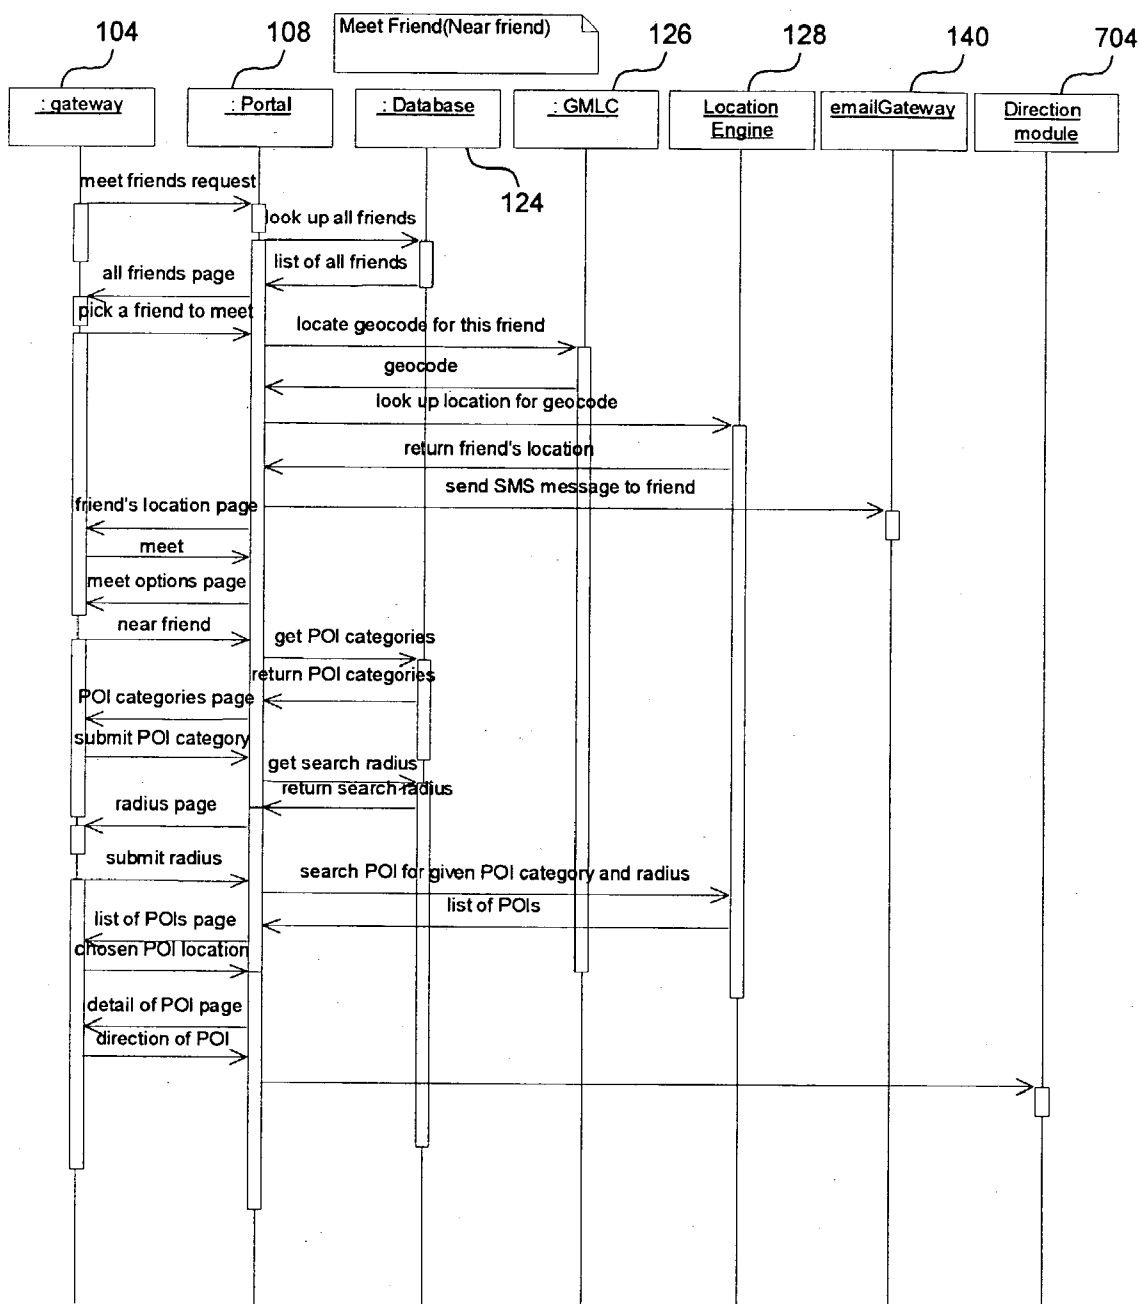 Meet Friend(Near friend)
104
108
126
128
140
704
: gateway
: Portal
: Database
: GMLC
Location
Engine
emailGateway
Direction
module
124
meet friends request
look up all friends
list of all friends
all friends page
pick a friend to meet
locate geocode for this friend
geocode
look up location for geocode
return friend's location
send SMS message to friend
friend's location page
meet
meet options page
near friend
get POI categories
return POI categories
POI categories page
submit POI category
get search radius
return search radius
radius page
submit radius
search POI for given POI category and radius
list of POIs
list of POIs page
chosen POI location
detail of POI page
direction of POI